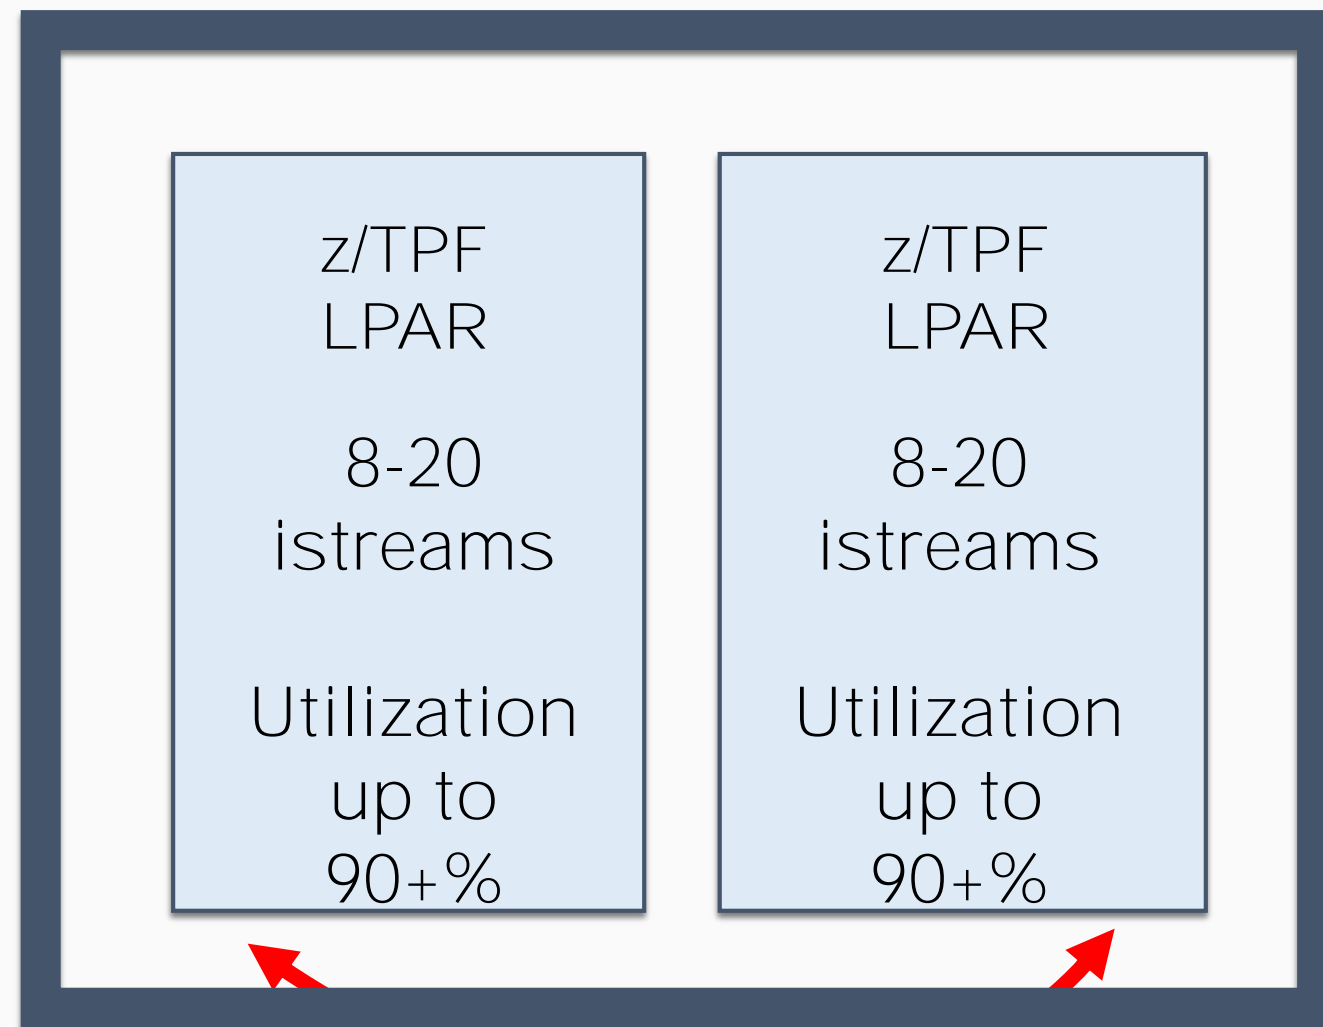 z/TPF
LPAR
8-20
istreams
Utilization
up to
90+%
z/TPF
LPAR
8-20
istreams
Utilization
up to
90+%